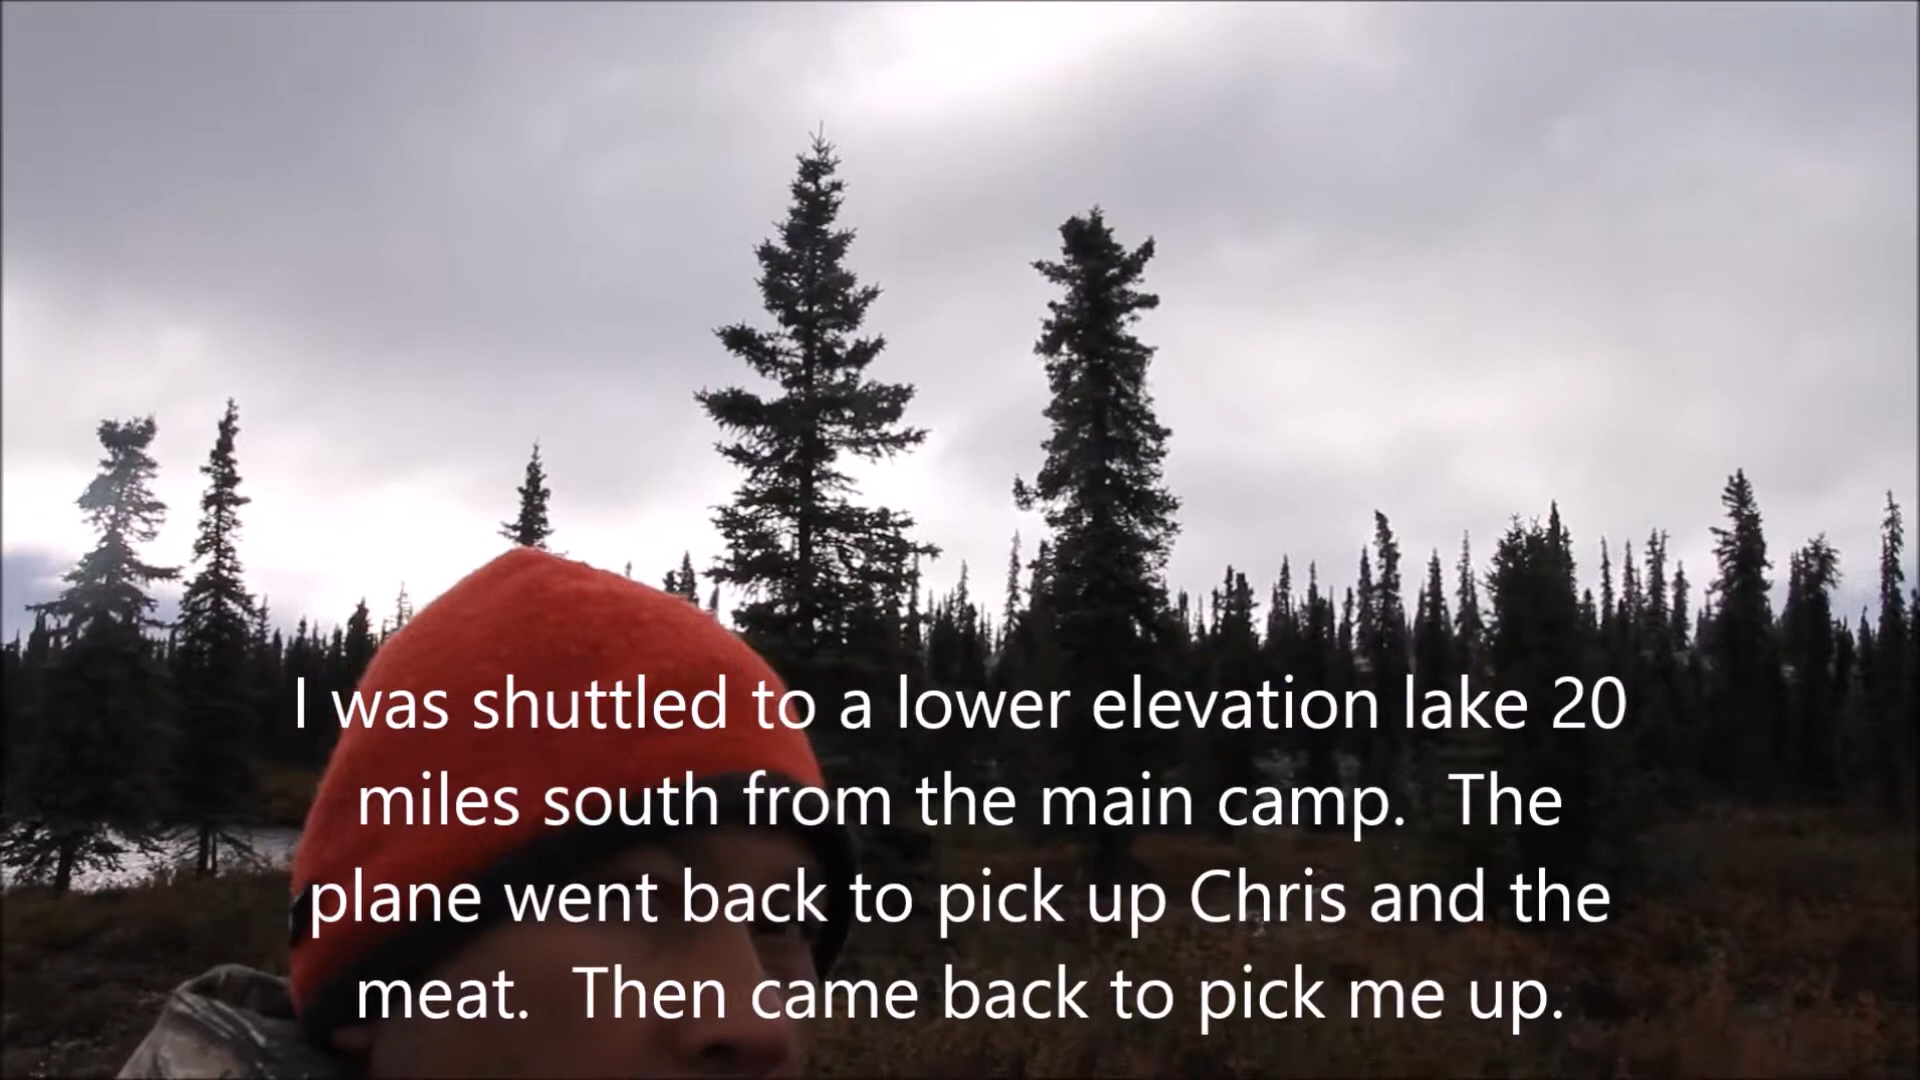 I was shuttled to a lower elevation lake 20
miles south from the main camp.  The
plane went back to pick up Chris and the
meat.  Then came back to pick me up.